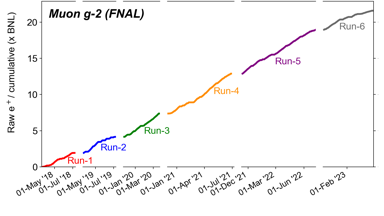 Muon g-2 (FNAL)
Raw e⁺ / cumulative (x BNL)
20
15
10
5
0
Run-1
Run-2
Run-3
Run-4
Run-5
Run-6
01-May '18
01-Jul '18
01-May '19
01-Jul '19
01-Jan '20
01-Mar '20
01-Jan '21
01-Apr '21
01-Jul '21
01-Dec '21
01-Mar '22
01-Jun '22
01-Feb '23